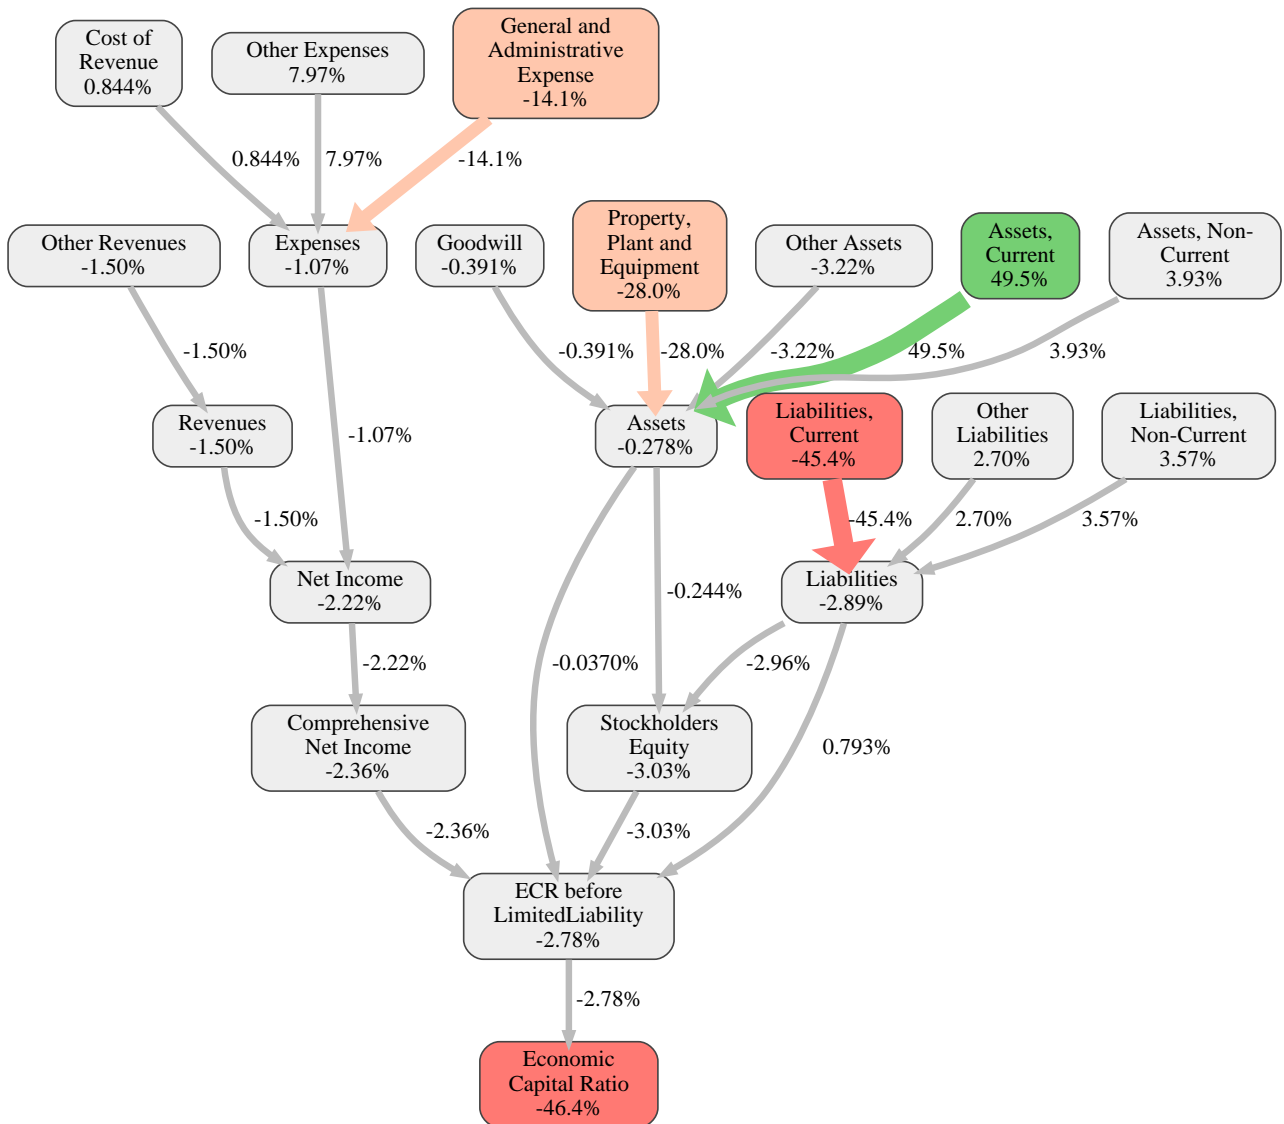 Cost of
Revenue
0.844%
Other Expenses
7.97%
General and
Administrative
Expense
-14.1%
0.844%
7.97%
-14.1%
Other Revenues
-1.50%
Expenses
-1.07%
Goodwill
-0.391%
Property,
Plant and
Equipment
-28.0%
Other Assets
-3.22%
Assets,
Current
49.5%
Assets, Non-
Current
3.93%
-1.50%
-0.391%
-28.0%
-3.22%
49.5%
3.93%
Revenues
-1.50%
-1.07%
Assets
-0.278%
Liabilities,
Current
-45.4%
Other
Liabilities
2.70%
Liabilities,
Non-Current
3.57%
-1.50%
-45.4%
2.70%
3.57%
Net Income
-2.22%
-0.244%
Liabilities
-2.89%
-2.22%
-0.0370%
-2.96%
Comprehensive
Net Income
-2.36%
Stockholders
Equity
-3.03%
0.793%
-2.36%
-3.03%
ECR before
LimitedLiability
-2.78%
-2.78%
Economic
Capital Ratio
-46.4%